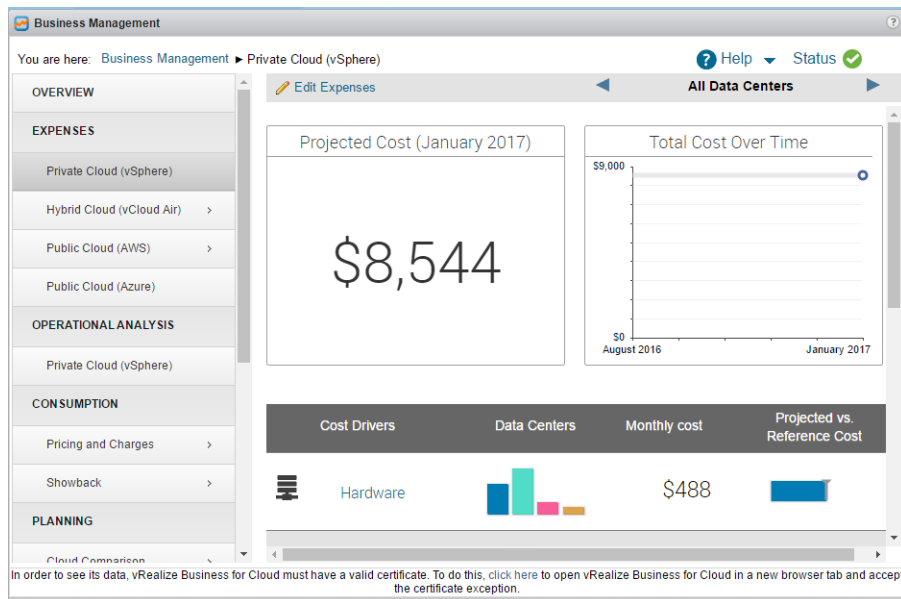 Business Management
You are here: Business Management ► Private Cloud (vSphere)
? Help Status
OVERVIEW
EXPENSES
Private Cloud (vSphere)
Hybrid Cloud (vCloud Air) >
Public Cloud (AWS) >
Public Cloud (Azure)
OPERATIONAL ANALYSIS
Private Cloud (vSphere)
CONSUMPTION
Pricing and Charges >
Showback >
PLANNING
Cloud Comparison >
Edit Expenses
All Data Centers
Projected Cost (January 2017)
$8,544
Total Cost Over Time
$9,000
$0
August 2016 January 2017
Cost Drivers Data Centers Monthly cost Projected vs.
Reference Cost
Hardware $488
In order to see its data, vRealize Business for Cloud must have a valid certificate. To do this, click here to open vRealize Business for Cloud in a new browser tab and accep
the certificate exception.